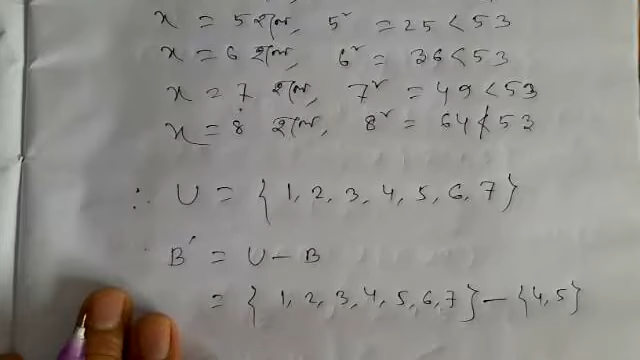 x = 5 হলে, 5² = 25 < 53
x = 6 হলে, 6² = 36 < 53
x = 7 হলে, 7² = 49 < 53
x = 8 হলে, 8² = 64 ≮ 53
∴ U = { 1, 2, 3, 4, 5, 6, 7 }
B′ = U − B
= { 1, 2, 3, 4, 5, 6, 7 } − { 4, 5 }